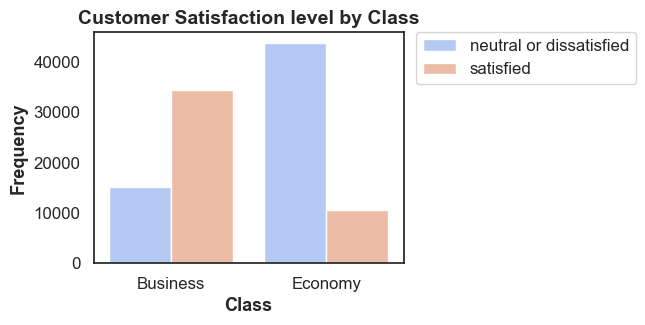 Customer Satisfaction level by Class
neutral or dissatisfied
satisfied
Frequency
40000
30000
20000
10000
0
Business
Economy
Class